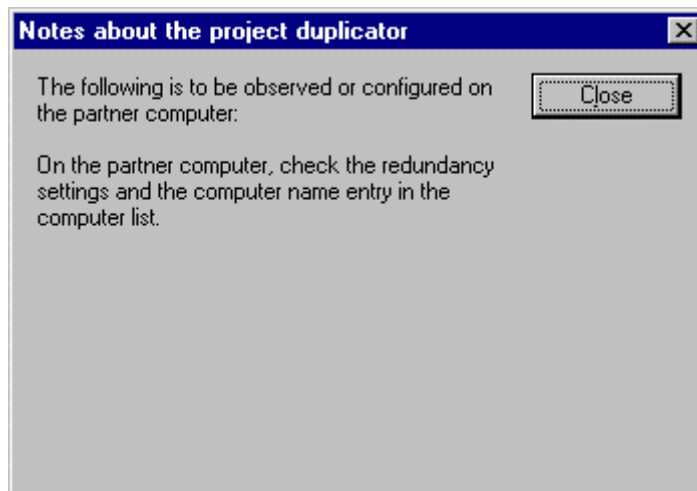 Notes about the project duplicator
The following is to be observed or configured on
the partner computer:
Close
On the partner computer, check the redundancy
settings and the computer name entry in the
computer list.